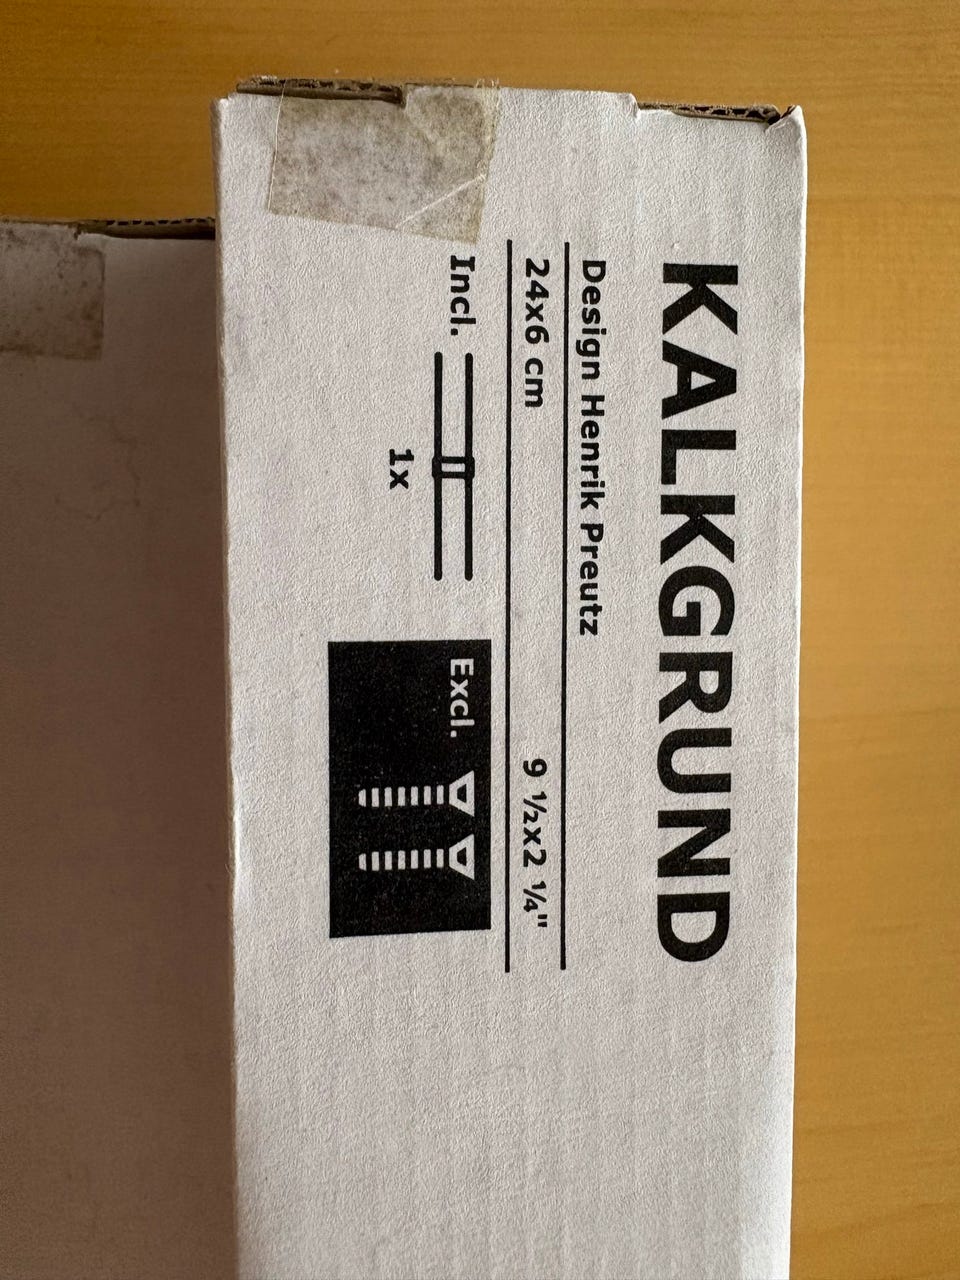 KALKGRUND
Design Henrik Preutz
24x6 cm 9 ½x2 ¼"
Incl.
1x
Excl.